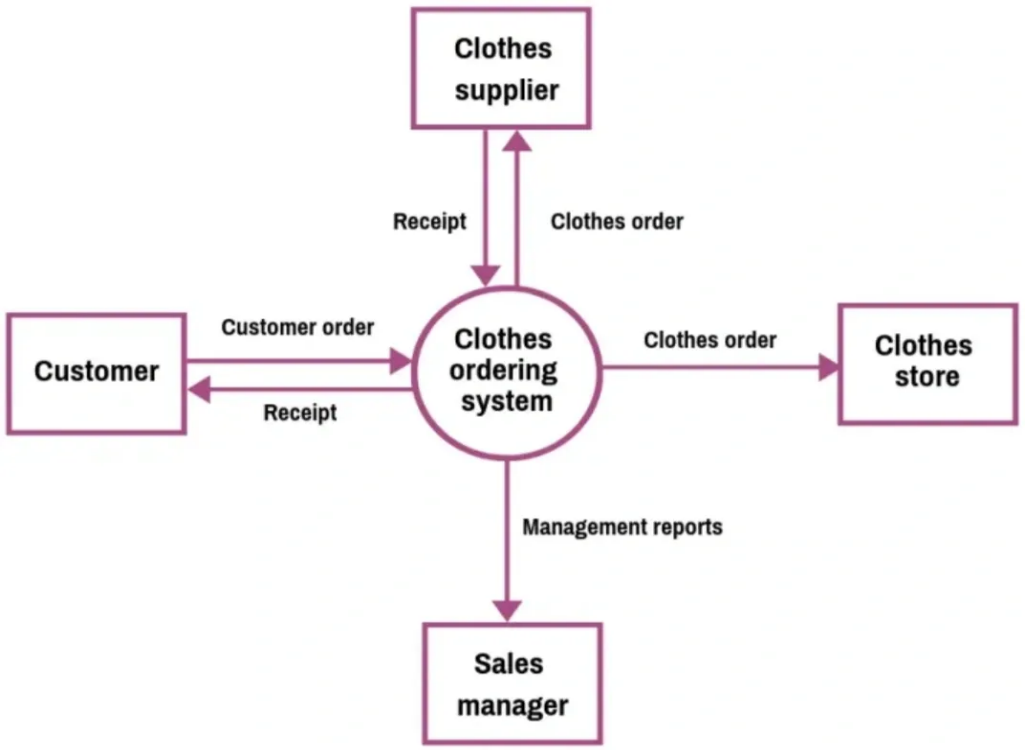 Clothes
supplier
Receipt
Clothes order
Customer
Customer order
Receipt
Clothes
ordering
system
Clothes order
Clothes
store
Management reports
Sales
manager